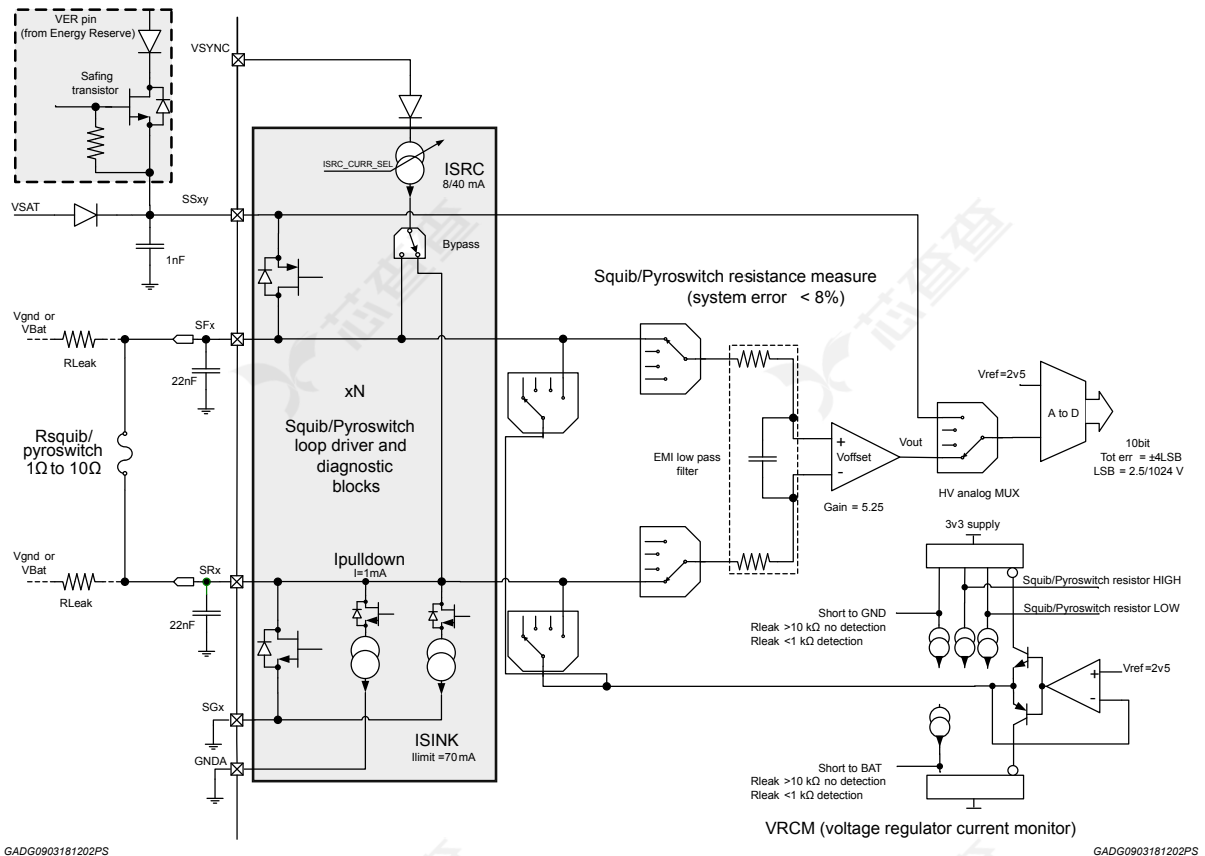 VER pin
(from Energy Reserve)
Safing
transistor
VSYNC
ISRC_CURR_SEL
ISRC
8/40 mA
VSAT
SSxy
Bypass
1nF
Squib/Pyroswitch resistance measure
(system error < 8%)
Vgnd or
VBat
SFx
RLeak
22nF
xN
Squib/Pyroswitch
loop driver and
diagnostic
blocks
Rsquib/
pyroswitch
1Ω to 10Ω
EMI low pass
filter
+
Voffset
-
Vout
Gain = 5.25
HV analog MUX
Vref=2v5
A to D
10bit
Tot err = ±4LSB
LSB = 2.5/1024 V
Vgnd or
VBat
SRx
RLeak
22nF
Ipulldown
I=1mA
3v3 supply
Squib/Pyroswitch resistor HIGH
Squib/Pyroswitch resistor LOW
Short to GND
Rleak >10 kΩ no detection
Rleak <1 kΩ detection
+
-
Vref=2v5
SGx
GNDA
ISINK
Ilimit =70mA
Short to BAT
Rleak >10 kΩ no detection
Rleak <1 kΩ detection
VRCM (voltage regulator current monitor)
GADG0903181202PS
GADG0903181202PS
芯查查
芯查查